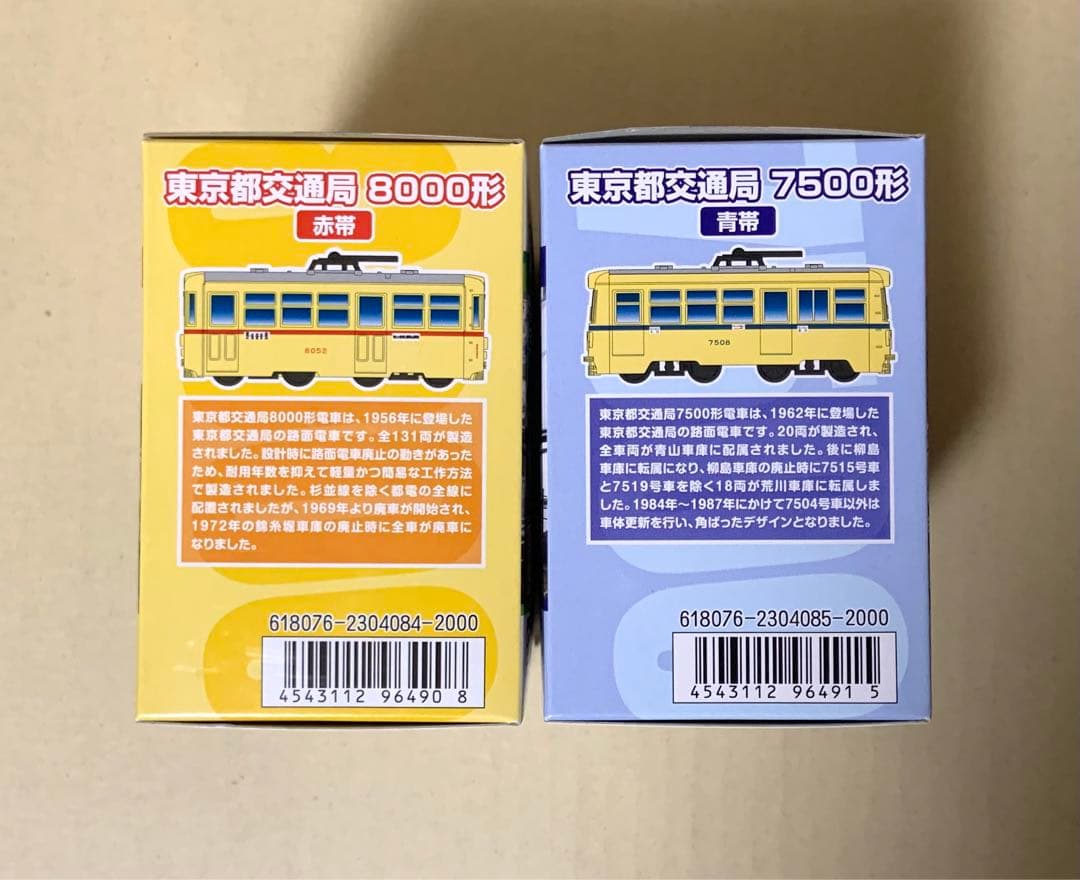 東京都交通局 8000形
赤帯
8052
東京都交通局8000形電車は、1956年に登場した
東京都交通局の路面電車です。全131両が製造
されました。設計時に路面電車廃止の動きがあった
ため、耐用年数を抑えて軽量かつ簡易な工作方法
で製造されました。杉並線を除く都電の全線に
配置されましたが、1969年より廃車が開始され、
1972年の錦糸堀車庫の廃止時に全車が廃車に
なりました。
618076-2304084-2000
4543112 96490 8
東京都交通局 7500形
青帯
7508
東京都交通局7500形電車は、1962年に登場した
東京都交通局の路面電車です。20両が製造され、
全車両が青山車庫に配属されました。後に柳島
車庫に転属になり、柳島車庫の廃止時に7515号車
と7519号車を除く18両が荒川車庫に転属しま
した。1984年～1987年にかけて7504号車以外は
車体更新を行い、角ばったデザインとなりました。
618076-2304085-2000
4543112 96491 5